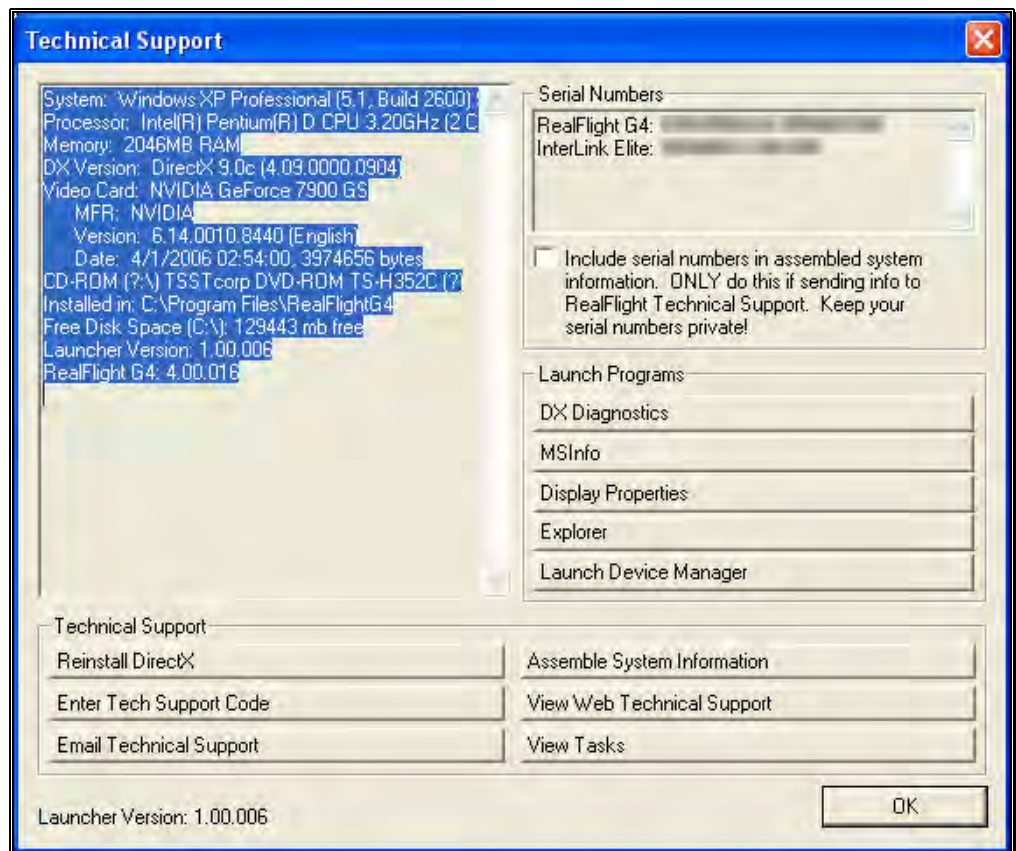 Technical Support
System: Windows XP Professional (5.1, Build 2600)
Processor: Intel(R) Pentium(R) D CPU 3.20GHz (2 C
Memory: 2046MB RAM
DX Version: DirectX 9.0c (4.09.0000.0904)
Video Card: NVIDIA GeForce 7900 GS
MFR: NVIDIA
Version: 6.14.0010.8440 (English)
Date: 4/1/2006 02:54:00, 3974656 bytes
CD-ROM (?:\) TSSTcorp DVD-ROM TS-H352C (?
Installed in: C:\Program Files\RealFlightG4
Free Disk Space (C:\): 129443 mb free
Launcher Version: 1.00.006
RealFlight G4: 4.00.016
Serial Numbers
RealFlight G4:
InterLink Elite:
Include serial numbers in assembled system
information. ONLY do this if sending info to
RealFlight Technical Support. Keep your
serial numbers private!
Launch Programs
DX Diagnostics
MSInfo
Display Properties
Explorer
Launch Device Manager
Technical Support
Reinstall DirectX
Assemble System Information
Enter Tech Support Code
View Web Technical Support
Email Technical Support
View Tasks
Launcher Version: 1.00.006
OK